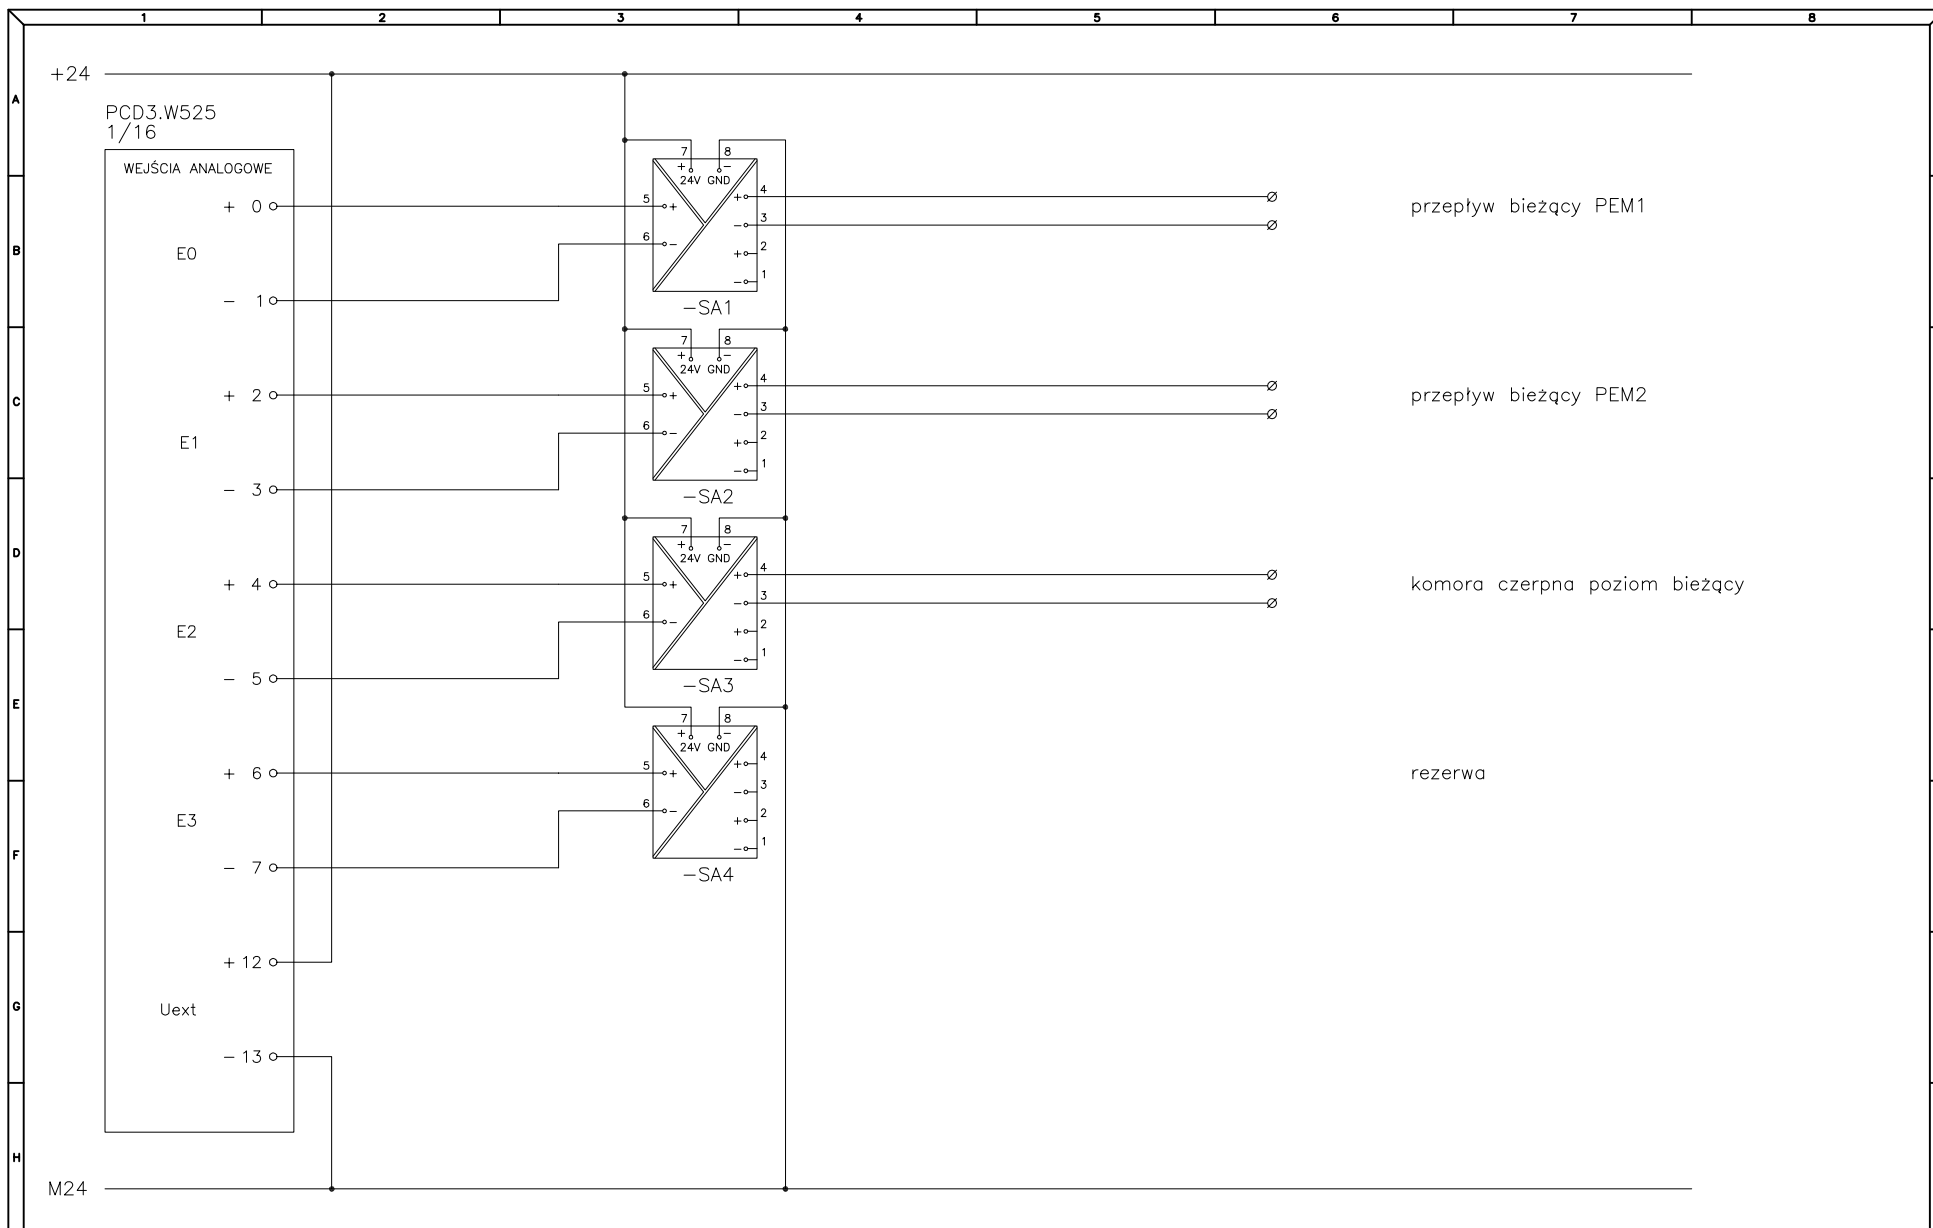 1 2 3 4 5 6 7 8
+24
A
PCD3.W525
1/16
WEJŚCIA ANALOGOWE
7 8
+ −
24V GND
B
+ 0
5 +
+ 4
przepływ bieżący PEM1
− 3
E0
6 −
+ 2
− 1
− 1
−SA1
7 8
+ −
24V GND
C
+ 2
5 +
+ 4
przepływ bieżący PEM2
− 3
E1
6 −
+ 2
− 1
− 3
−SA2
7 8
+ −
24V GND
D
+ 4
5 +
+ 4
komora czerpna poziom bieżący
− 3
E2
6 −
+ 2
− 1
− 5
−SA3
E
7 8
+ −
24V GND
+ 6
5 +
+ 4
rezerwa
− 3
E3
6 −
+ 2
− 1
F
− 7
−SA4
+ 12
G
Uext
− 13
H
M24